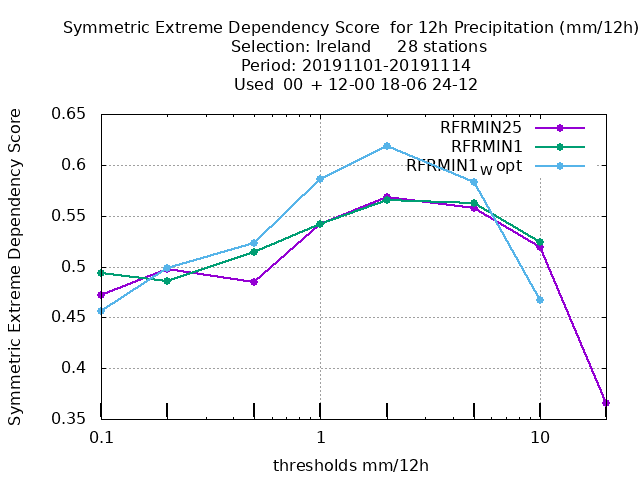 Symmetric Extreme Dependency Score  for 12h Precipitation (mm/12h)
Selection: Ireland     28 stations
Period: 20191101-20191114
Used  00  + 12-00 18-06 24-12
Symmetric Extreme Dependency Score
0.65
0.6
0.55
0.5
0.45
0.4
0.35
RFRMIN25
RFRMIN1
RFRMIN1w opt
0.1
1
10
thresholds mm/12h